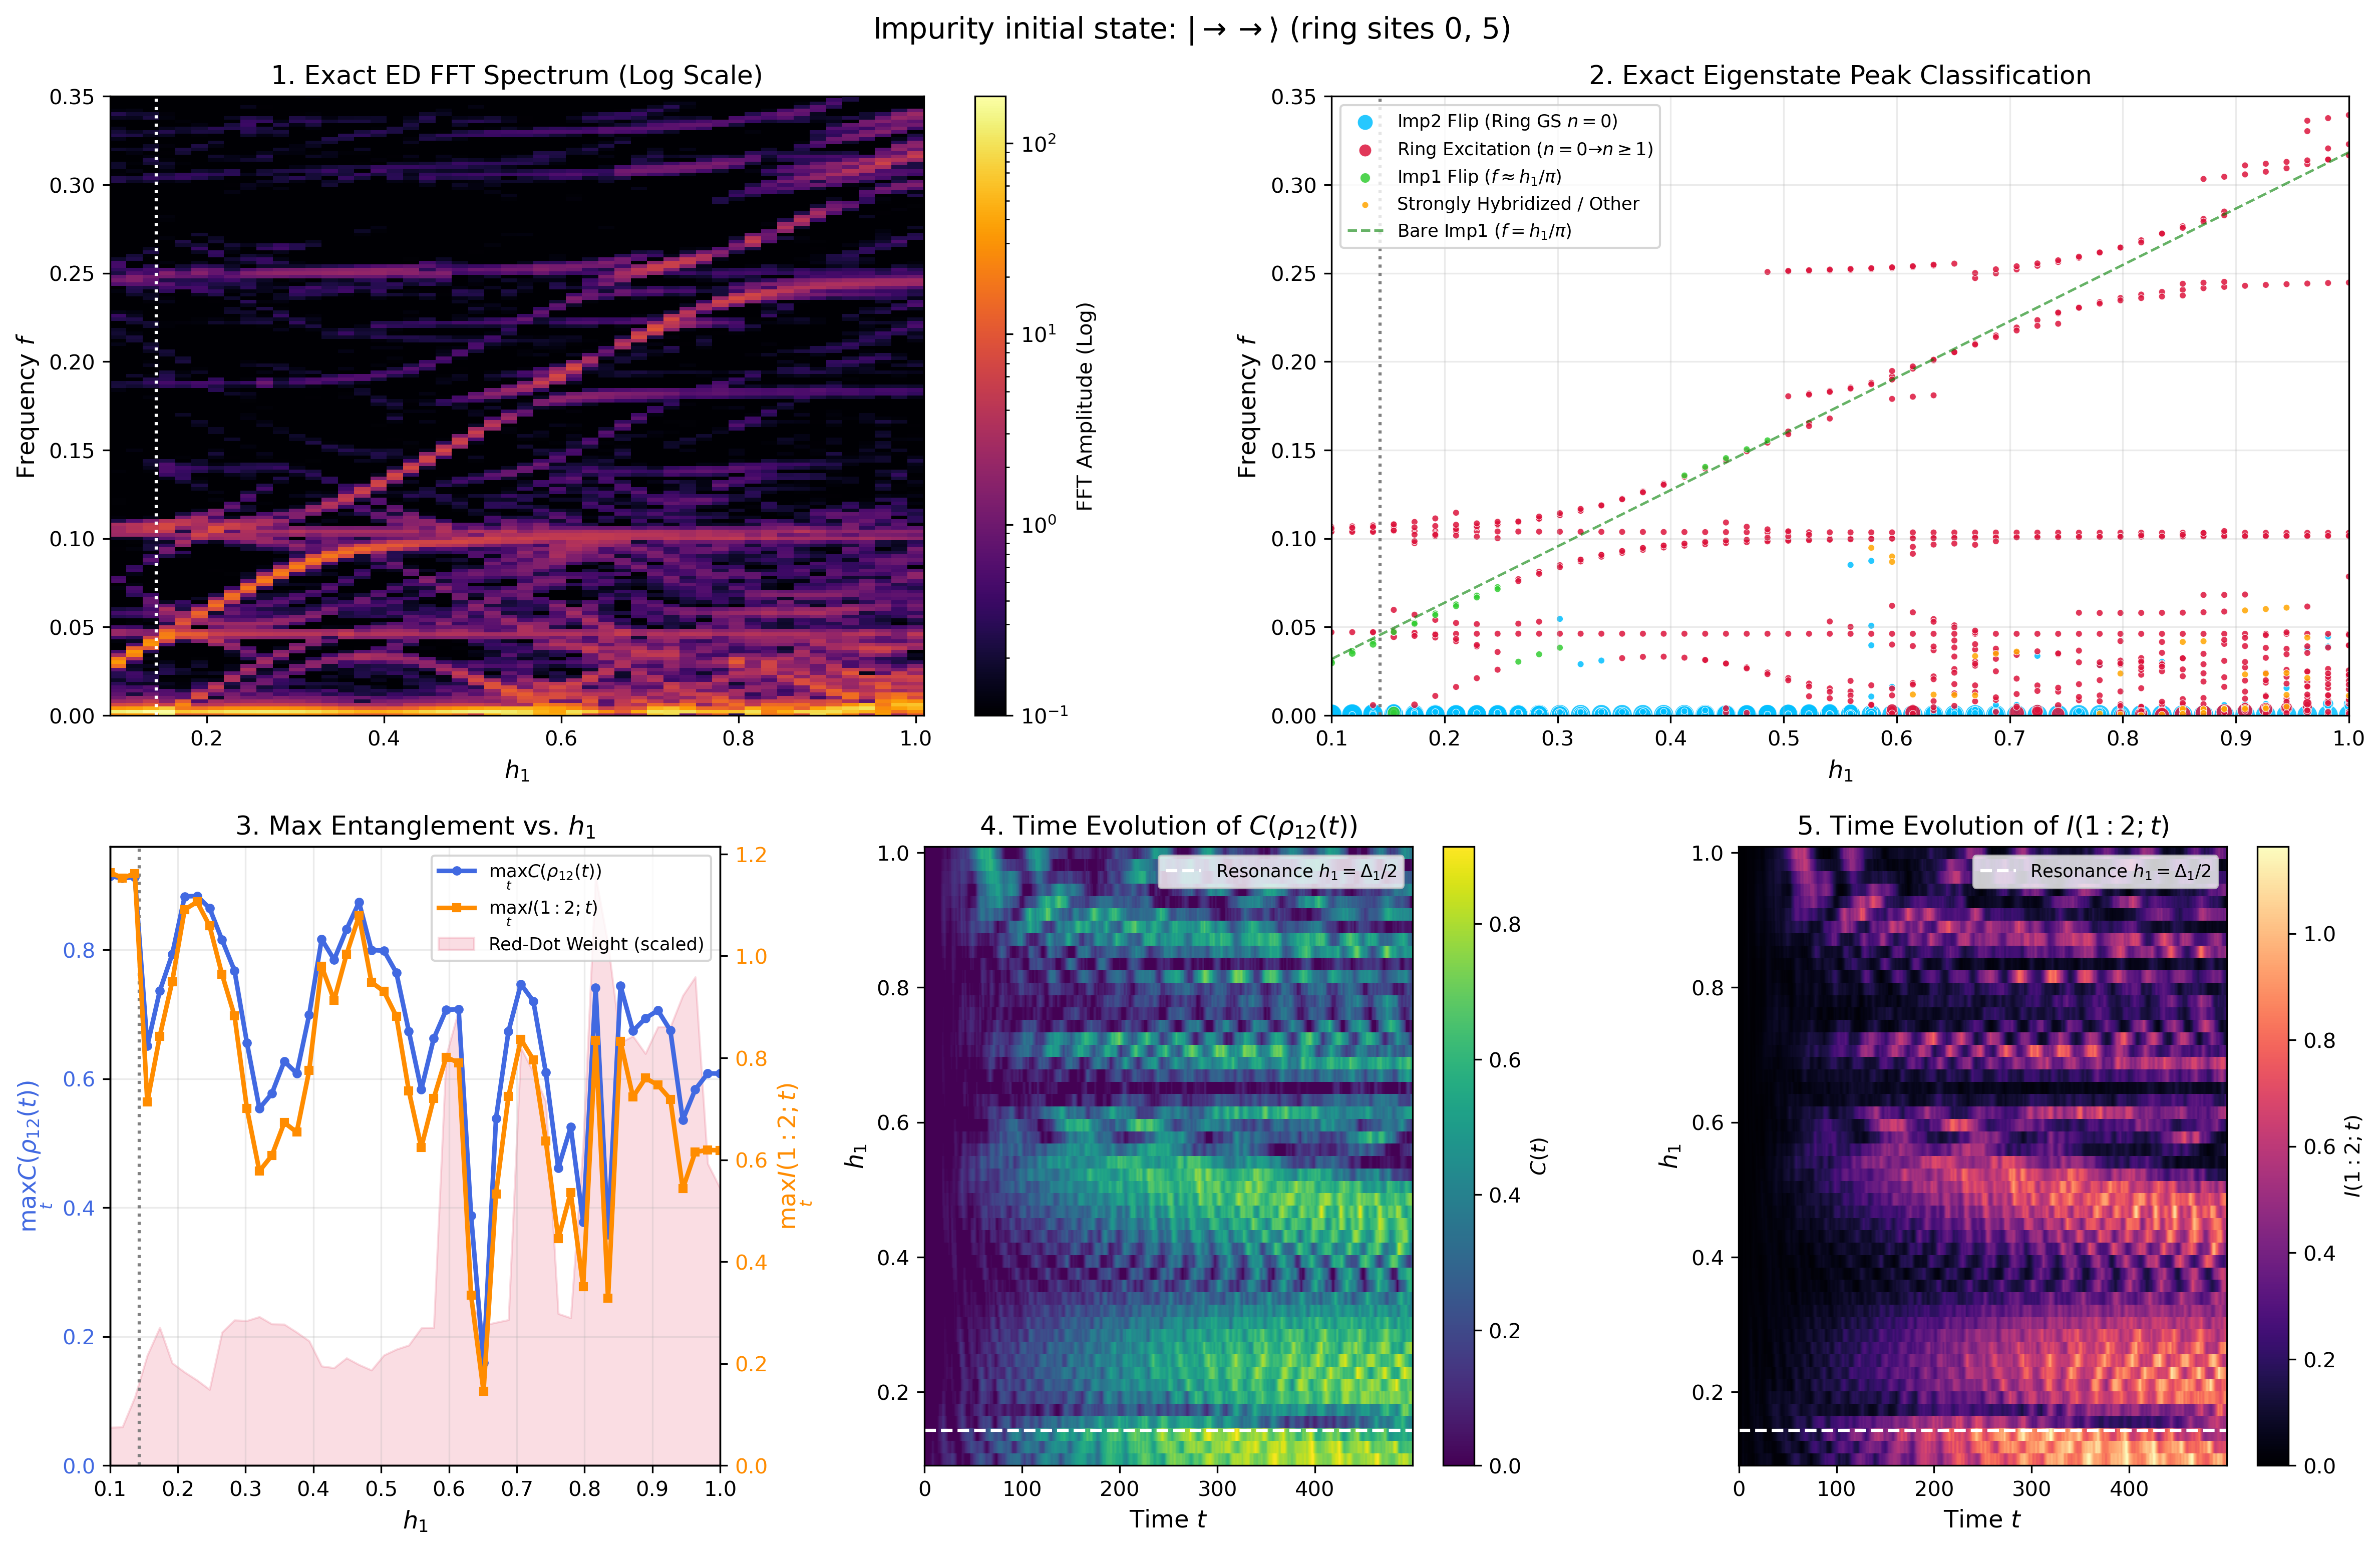 Impurity initial state: |→→⟩ (ring sites 0, 5)
1. Exact ED FFT Spectrum (Log Scale)
0.35
0.30
0.25
0.20
0.15
0.10
0.05
0.00
Frequency f
0.2
0.4
0.6
0.8
1.0
h₁
10²
10¹
10⁰
10⁻¹
FFT Amplitude (Log)
2. Exact Eigenstate Peak Classification
Imp2 Flip (Ring GS n = 0)
Ring Excitation (n = 0→n ≥ 1)
Imp1 Flip (f ≈ h₁/π)
Strongly Hybridized / Other
Bare Imp1 (f = h₁/π)
0.35
0.30
0.25
0.20
0.15
0.10
0.05
0.00
Frequency f
0.1
0.2
0.3
0.4
0.5
0.6
0.7
0.8
0.9
1.0
h₁
3. Max Entanglement vs. h₁
max C(ρ₁₂(t))
t
max I(1 : 2; t)
t
Red-Dot Weight (scaled)
0.8
0.6
0.4
0.2
0.0
max C(ρ₁₂(t))
t
1.2
1.0
0.8
0.6
0.4
0.2
0.0
max I(1 : 2; t)
t
0.1
0.2
0.3
0.4
0.5
0.6
0.7
0.8
0.9
1.0
h₁
4. Time Evolution of C(ρ₁₂(t))
Resonance h₁ = Δ₁/2
1.0
0.8
0.6
0.4
0.2
h₁
0
100
200
300
400
Time t
0.8
0.6
0.4
0.2
0.0
C(t)
5. Time Evolution of I(1 : 2; t)
Resonance h₁ = Δ₁/2
1.0
0.8
0.6
0.4
0.2
h₁
0
100
200
300
400
Time t
1.0
0.8
0.6
0.4
0.2
0.0
I(1 : 2; t)